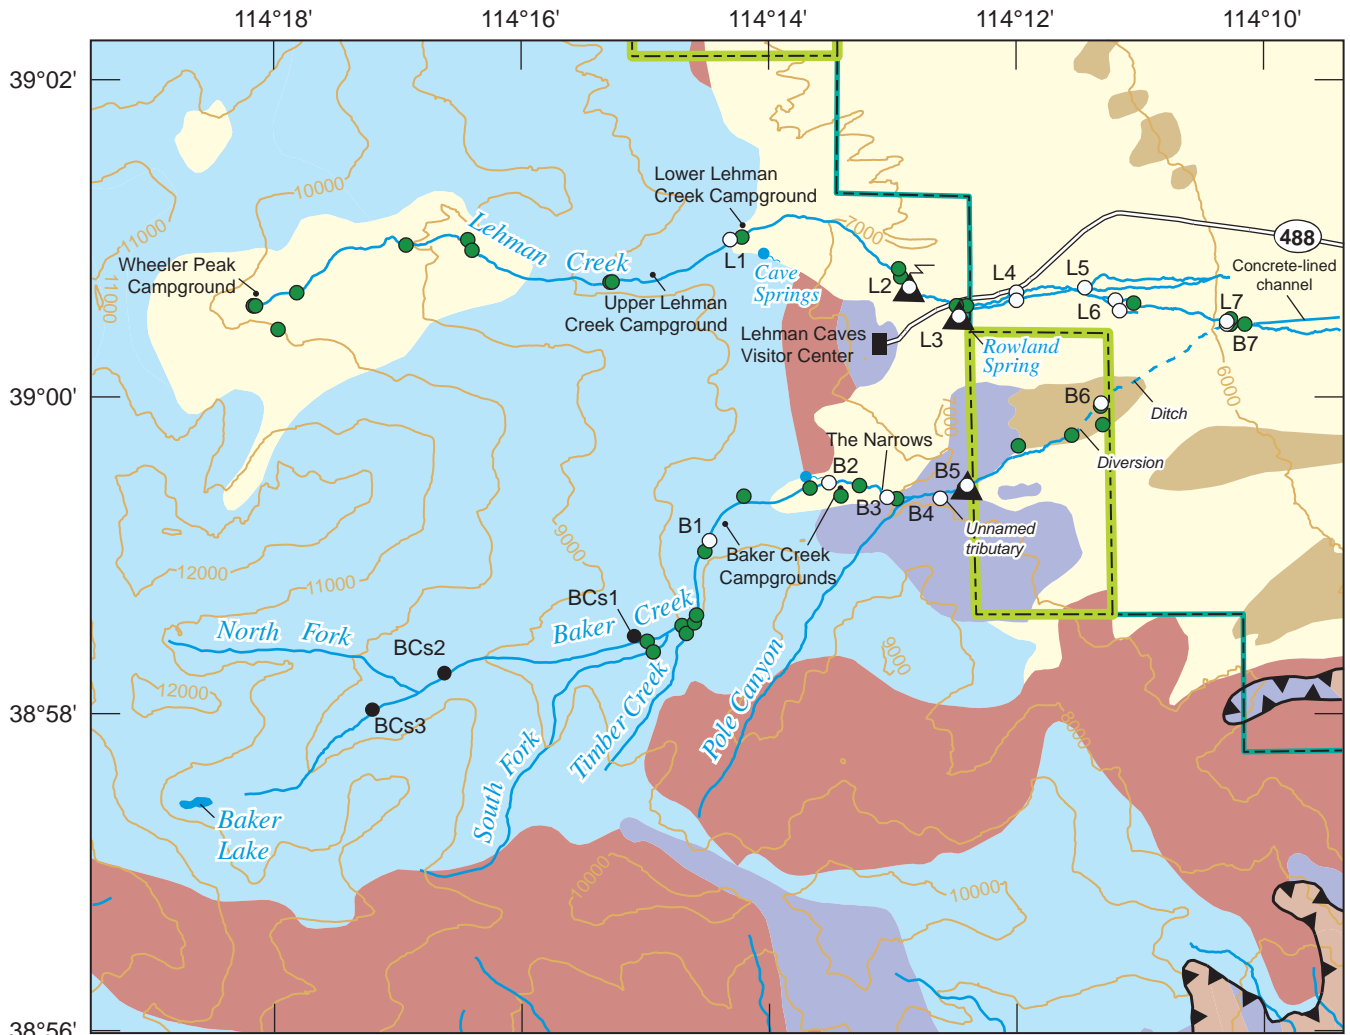 114°18' 114°16' 114°14' 114°12' 114°10'
39°02'
10000
11000
11000
Lower Lehman
Creek Campground
7000
Lehman
Creek
Wheeler Peak
Campground
L1
Cave
Springs
Upper Lehman
Creek Campground
L2
L3
L4
L5
L6
L7
B7
488
Concrete-lined
channel
Lehman Caves
Visitor Center
Rowland
Spring
6000
39°00'
7000
B6
Ditch
Diversion
The Narrows
B2
B5
B3
B4
Unnamed
tributary
B1
Baker Creek
Campgrounds
9000
12000
11000
BCs1
Baker Creek
North Fork
BCs2
12000
BCs3
38°58'
South Fork
Timber Creek
Pole Canyon
9000
8000
Baker
Lake
10000
10000
38°56'